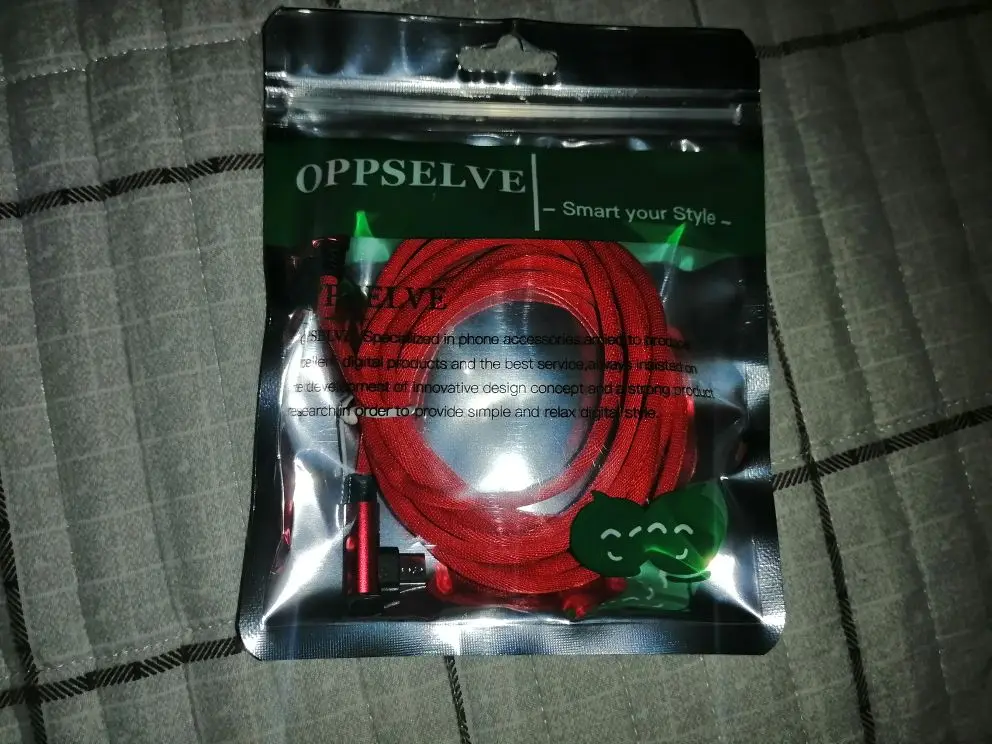 OPPSELVE
– Smart your Style –
ELVE
Specialized in phone accessories aimed to produce
digital products and the best service, always insisted on
development of innovative design concept and a strong product
research in order to provide simple and relax digital style.